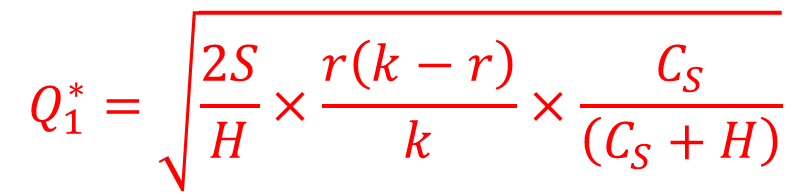 Q₁* = √(2S/H × r(k − r)/k × C_S/(C_S + H))